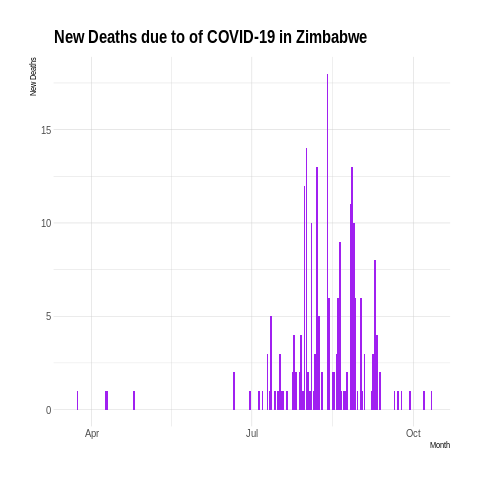 New Deaths due to of COVID-19 in Zimbabwe
New Deaths
15
10
5
0
Apr Jul Oct
Month